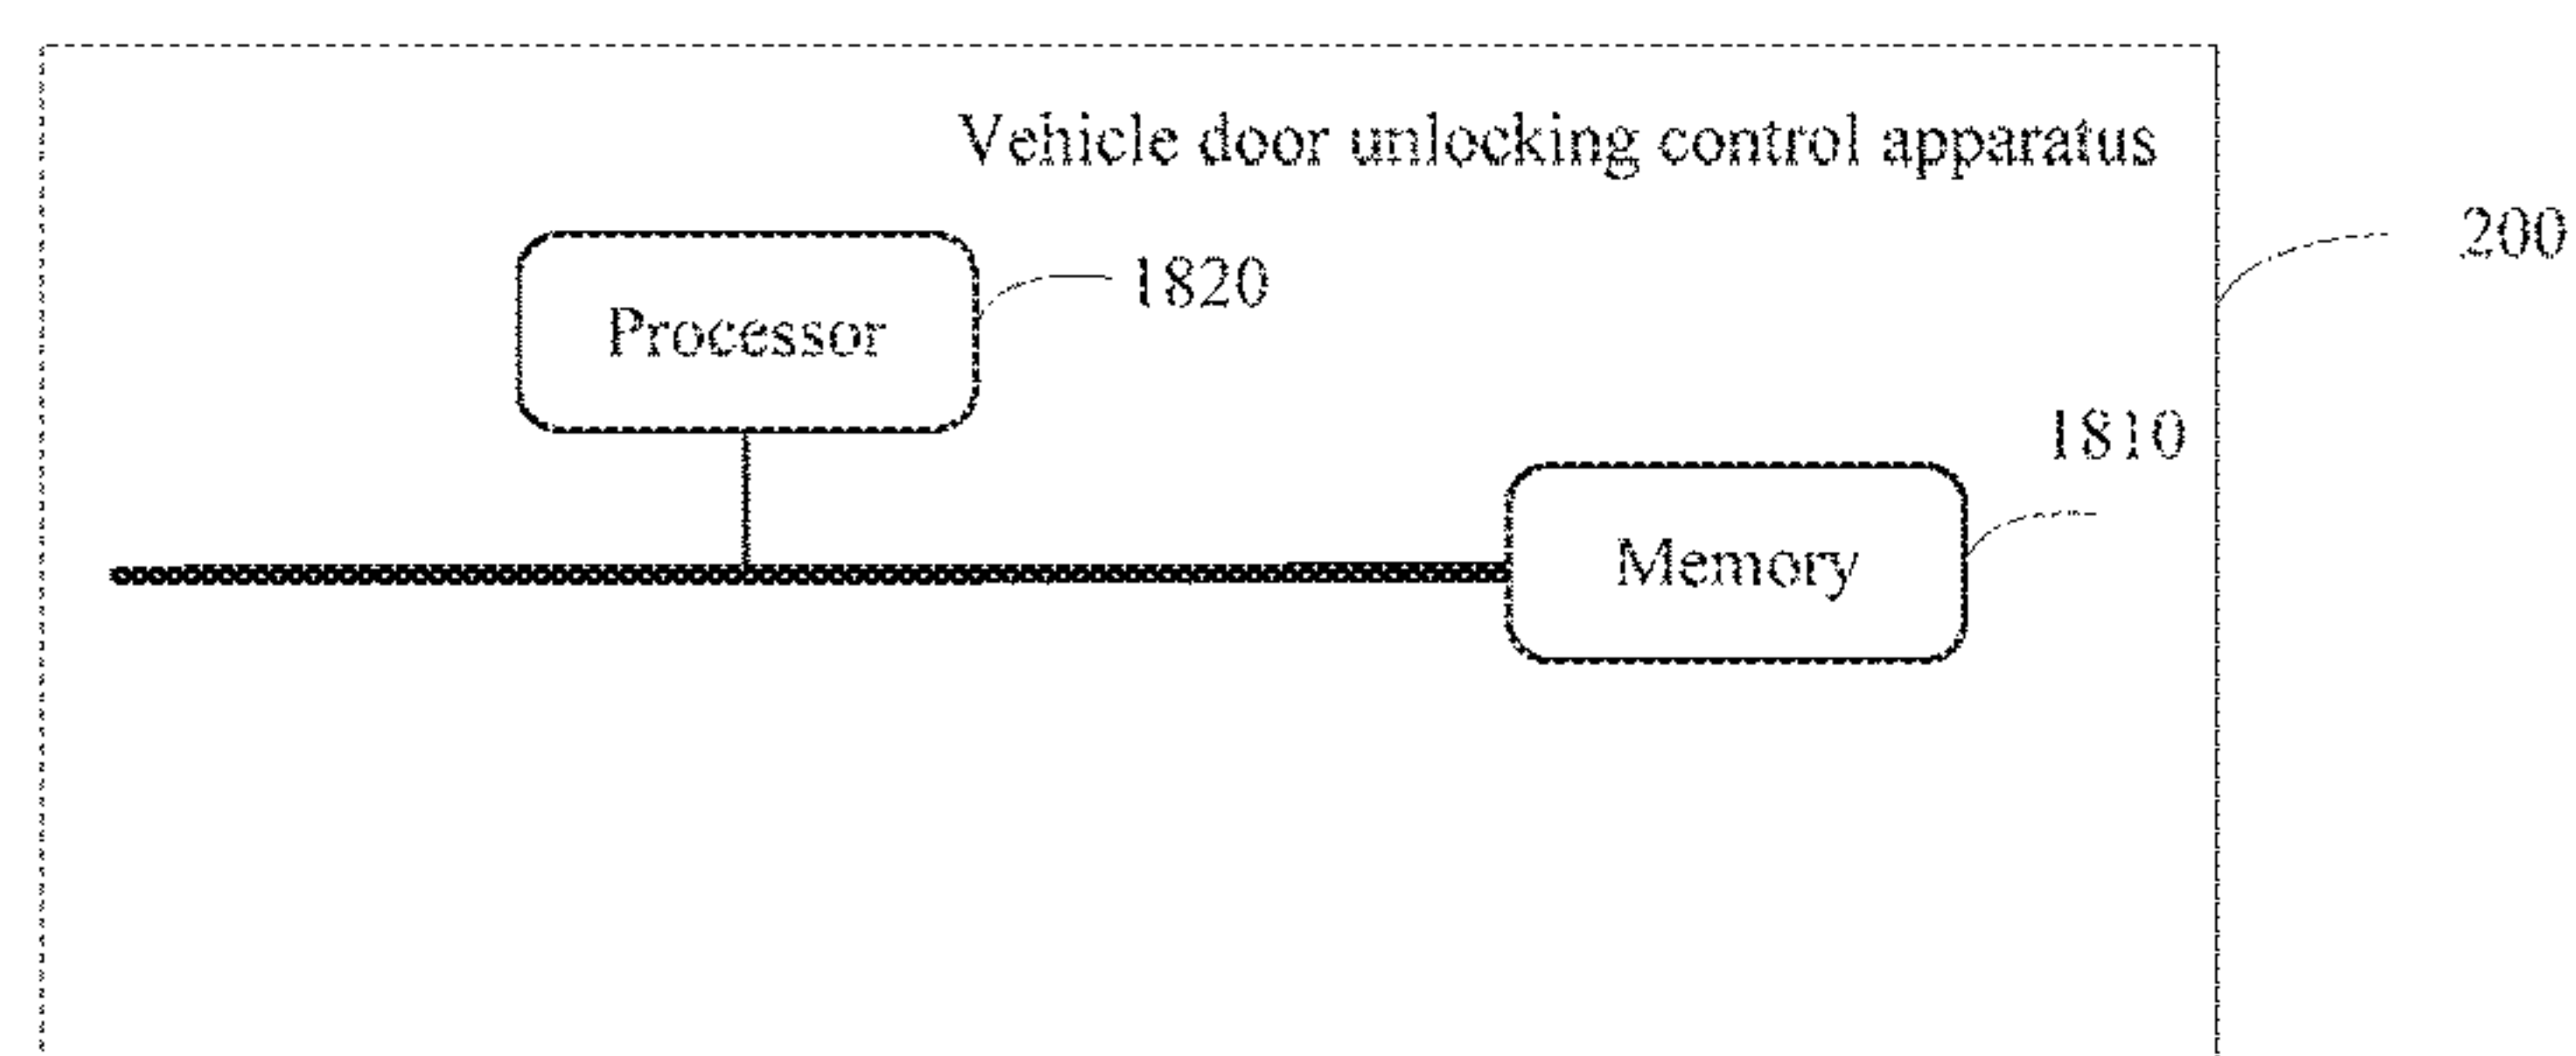 Vehicle door unlocking control apparatus
200
Processor
1820
1810
Memory